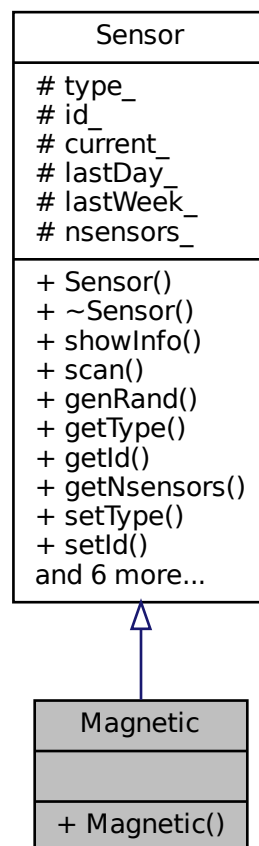 Sensor
# type_
# id_
# current_
# lastDay_
# lastWeek_
# nsensors_
+ Sensor()
+ ~Sensor()
+ showInfo()
+ scan()
+ genRand()
+ getType()
+ getId()
+ getNsensors()
+ setType()
+ setId()
and 6 more...
Magnetic
+ Magnetic()